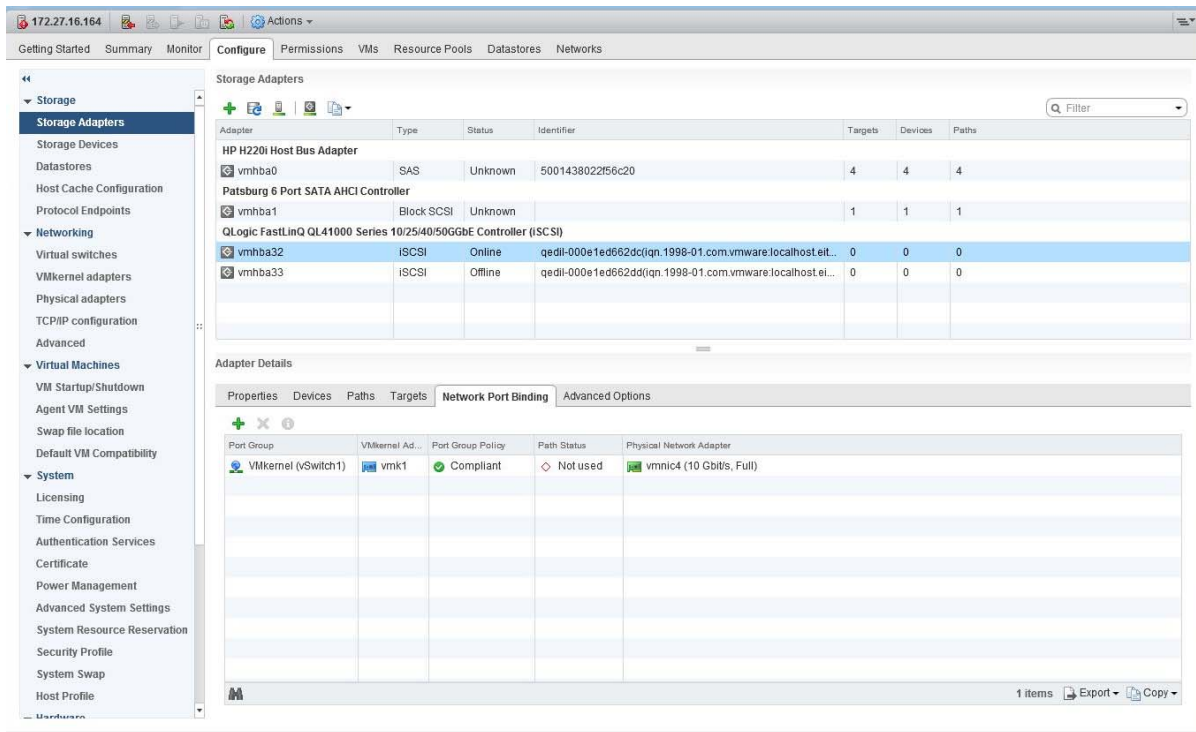 172.27.16.164 Actions
Getting Started Summary Monitor Configure Permissions VMs Resource Pools Datastores Networks
Storage
Storage Adapters
Storage Devices
Datastores
Host Cache Configuration
Protocol Endpoints
Networking
Virtual switches
VMkernel adapters
Physical adapters
TCP/IP configuration
Advanced
Virtual Machines
VM Startup/Shutdown
Agent VM Settings
Swap file location
Default VM Compatibility
System
Licensing
Time Configuration
Authentication Services
Certificate
Power Management
Advanced System Settings
System Resource Reservation
Security Profile
System Swap
Host Profile
Hardware
Storage Adapters
Filter
Adapter Type Status Identifier Targets Devices Paths
HP H220i Host Bus Adapter
vmhba0 SAS Unknown 5001438022f56c20 4 4 4
Patsburg 6 Port SATA AHCI Controller
vmhba1 Block SCSI Unknown 1 1 1
QLogic FastLinQ QL41000 Series 10/25/40/50GGbE Controller (iSCSI)
vmhba32 iSCSI Online qedil-000e1ed662dc(iqn.1998-01.com.vmware:localhost.eit... 0 0 0
vmhba33 iSCSI Offline qedil-000e1ed662dd(iqn.1998-01.com.vmware:localhost.ei... 0 0 0
Adapter Details
Properties Devices Paths Targets Network Port Binding Advanced Options
Port Group VMkernel Ad... Port Group Policy Path Status Physical Network Adapter
VMkernel (vSwitch1) vmk1 Compliant Not used vmnic4 (10 Gbit/s, Full)
1 items Export Copy